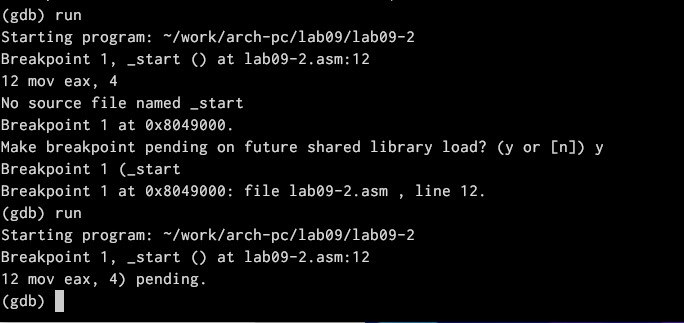 (gdb) run
Starting program: ~/work/arch-pc/lab09/lab09-2
Breakpoint 1, _start () at lab09-2.asm:12
12 mov eax, 4
No source file named _start
Breakpoint 1 at 0x8049000.
Make breakpoint pending on future shared library load? (y or [n]) y
Breakpoint 1 (_start
Breakpoint 1 at 0x8049000: file lab09-2.asm , line 12.
(gdb) run
Starting program: ~/work/arch-pc/lab09/lab09-2
Breakpoint 1, _start () at lab09-2.asm:12
12 mov eax, 4) pending.
(gdb)